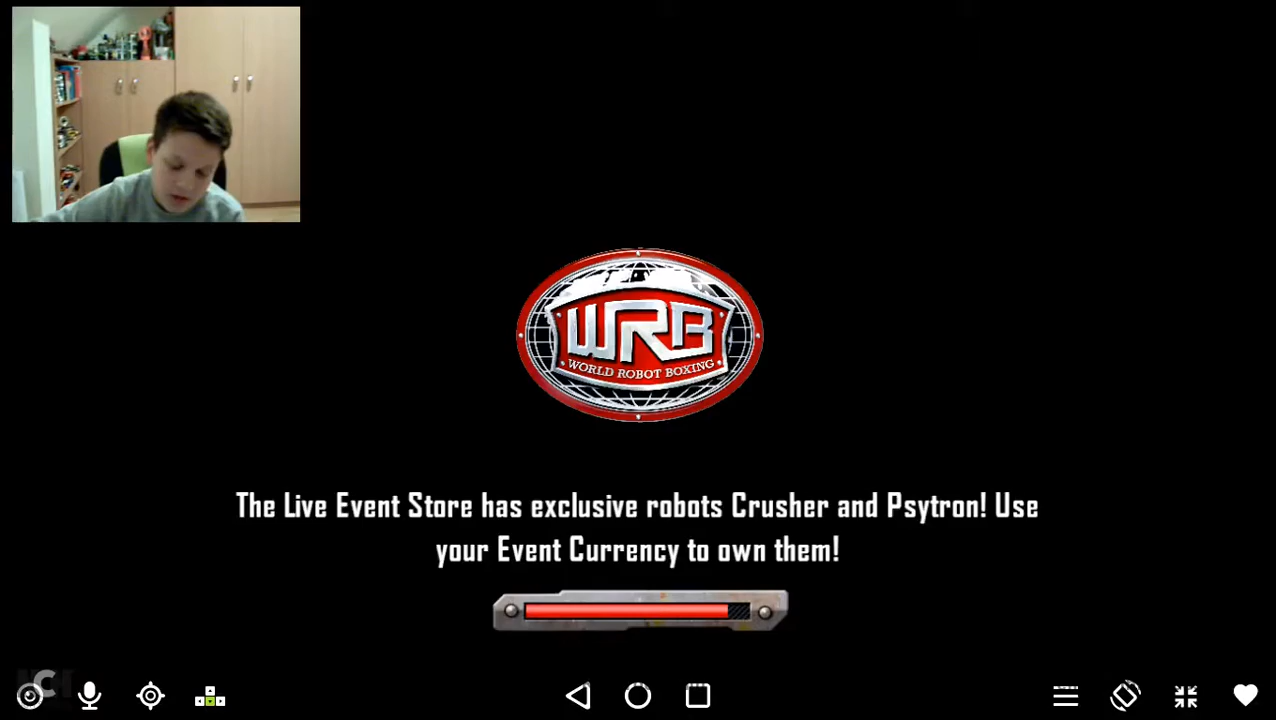 WRB
WORLD ROBOT BOXING
The Live Event Store has exclusive robots Crusher and Psytron! Use
your Event Currency to own them!